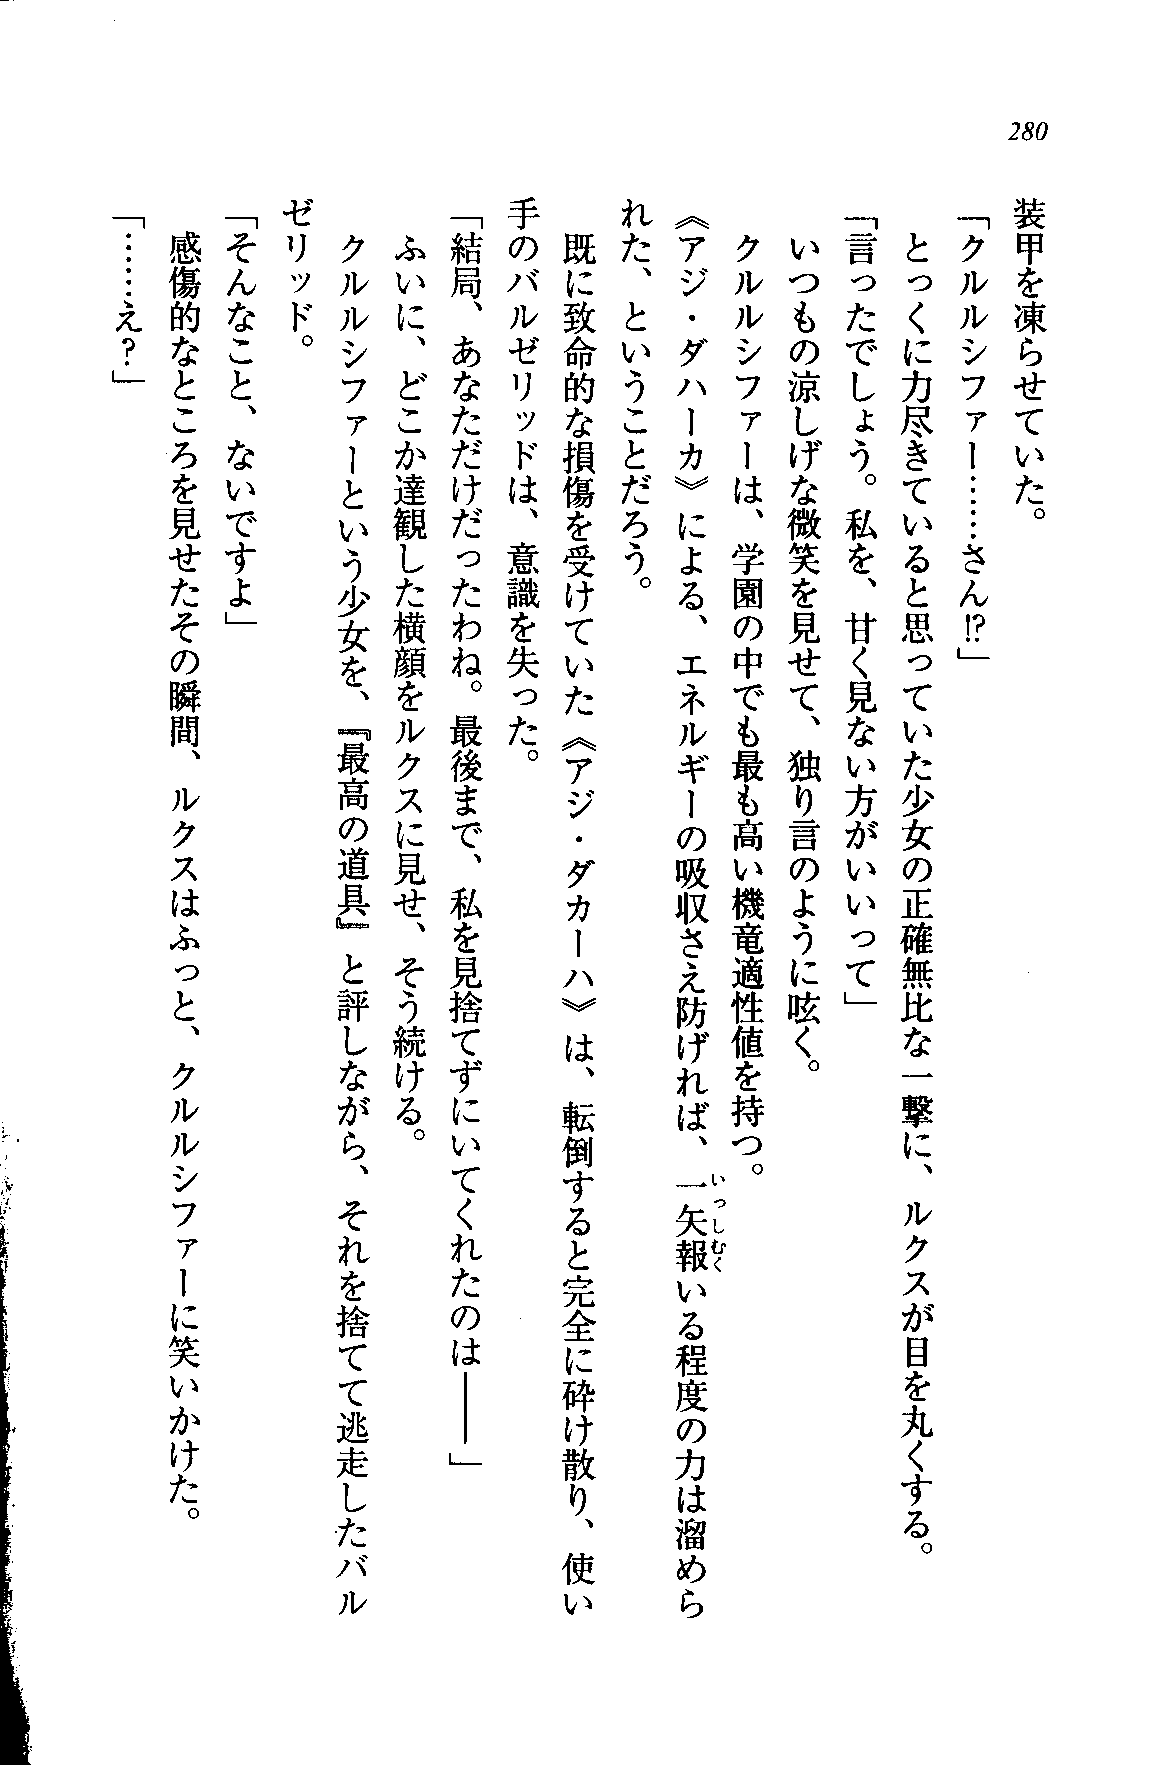 280
装甲を凍らせていた。
「クルルシファー……さん!?」
とっくに力尽きていると思っていた少女の正確無比な一撃に、ルクスが目を丸くする。
「言ったでしょう。私を、甘く見ない方がいいって」
いつもの涼しげな微笑を見せて、独り言のように呟く。
クルルシファーは、学園の中でも最も高い機竜適性値を持つ。
《アジ・ダハーカ》による、エネルギーの吸収さえ防げれば、一矢報いる程度の力は溜めら
いっしむく
れた、ということだろう。
既に致命的な損傷を受けていた《アジ・ダカーハ》は、転倒すると完全に砕け散り、使い
手のバルゼリッドは、意識を失った。
「結局、あなただけだったわね。最後まで、私を見捨てずにいてくれたのは――」
ふいに、どこか達観した横顔をルクスに見せ、そう続ける。
クルルシファーという少女を、『最高の道具』と評しながら、それを捨てて逃走したバル
ゼリッド。
「そんなこと、ないですよ」
感傷的なところを見せたその瞬間、ルクスはふっと、クルルシファーに笑いかけた。
「……え？」